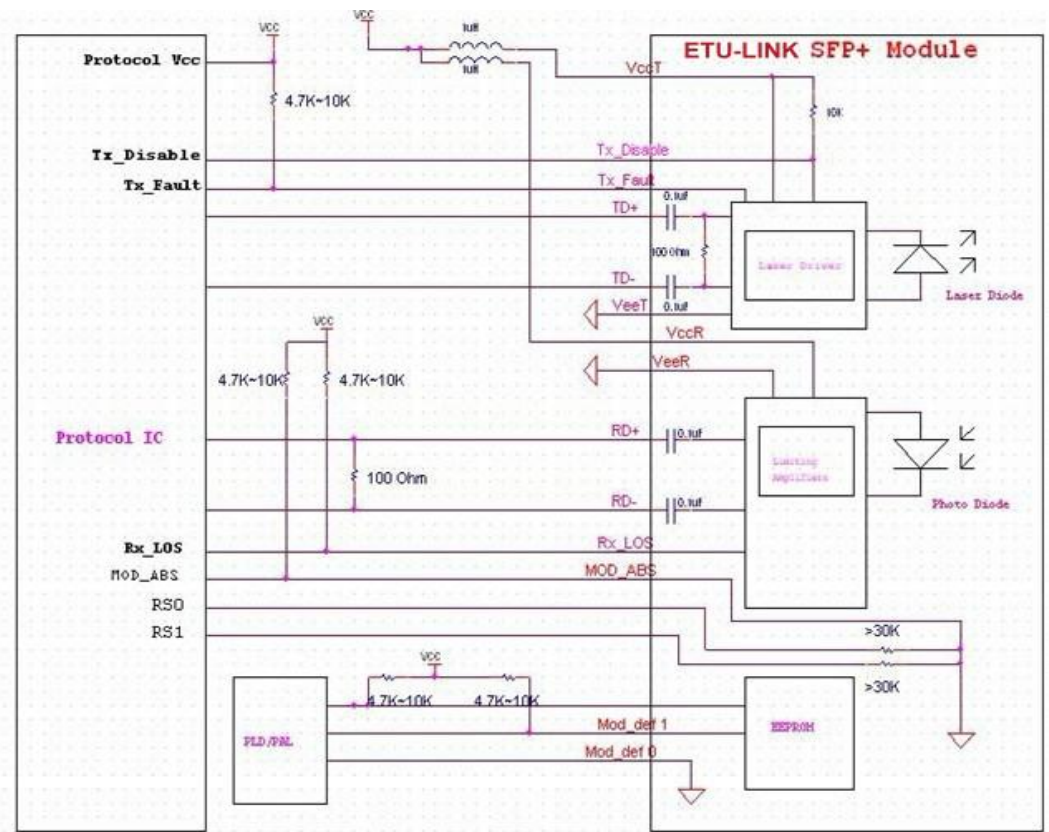 Vcc
Vcc
1uH
1uH
ETU-LINK SFP+ Module
Protocol Vcc
VccT
4.7K~10K
10K
Tx_Disable
Tx_Disable
Tx_Fault
Tx_Fault
0.1uf
TD+
100 Ohm
Laser Driver
TD-
Laser Diode
VeeT
0.1uf
Vcc
VccR
VeeR
4.7K~10K
4.7K~10K
Protocol IC
RD+
0.1uf
100 Ohm
Limiting
Amplifiers
RD-
0.1uf
Photo Diode
Rx_LOS
Rx_LOS
MOD_ABS
MOD_ABS
RS0
RS1
>30K
Vcc
>30K
4.7K~10K
4.7K~10K
Mod_def 1
PLD/PAL
EEPROM
Mod_def 0